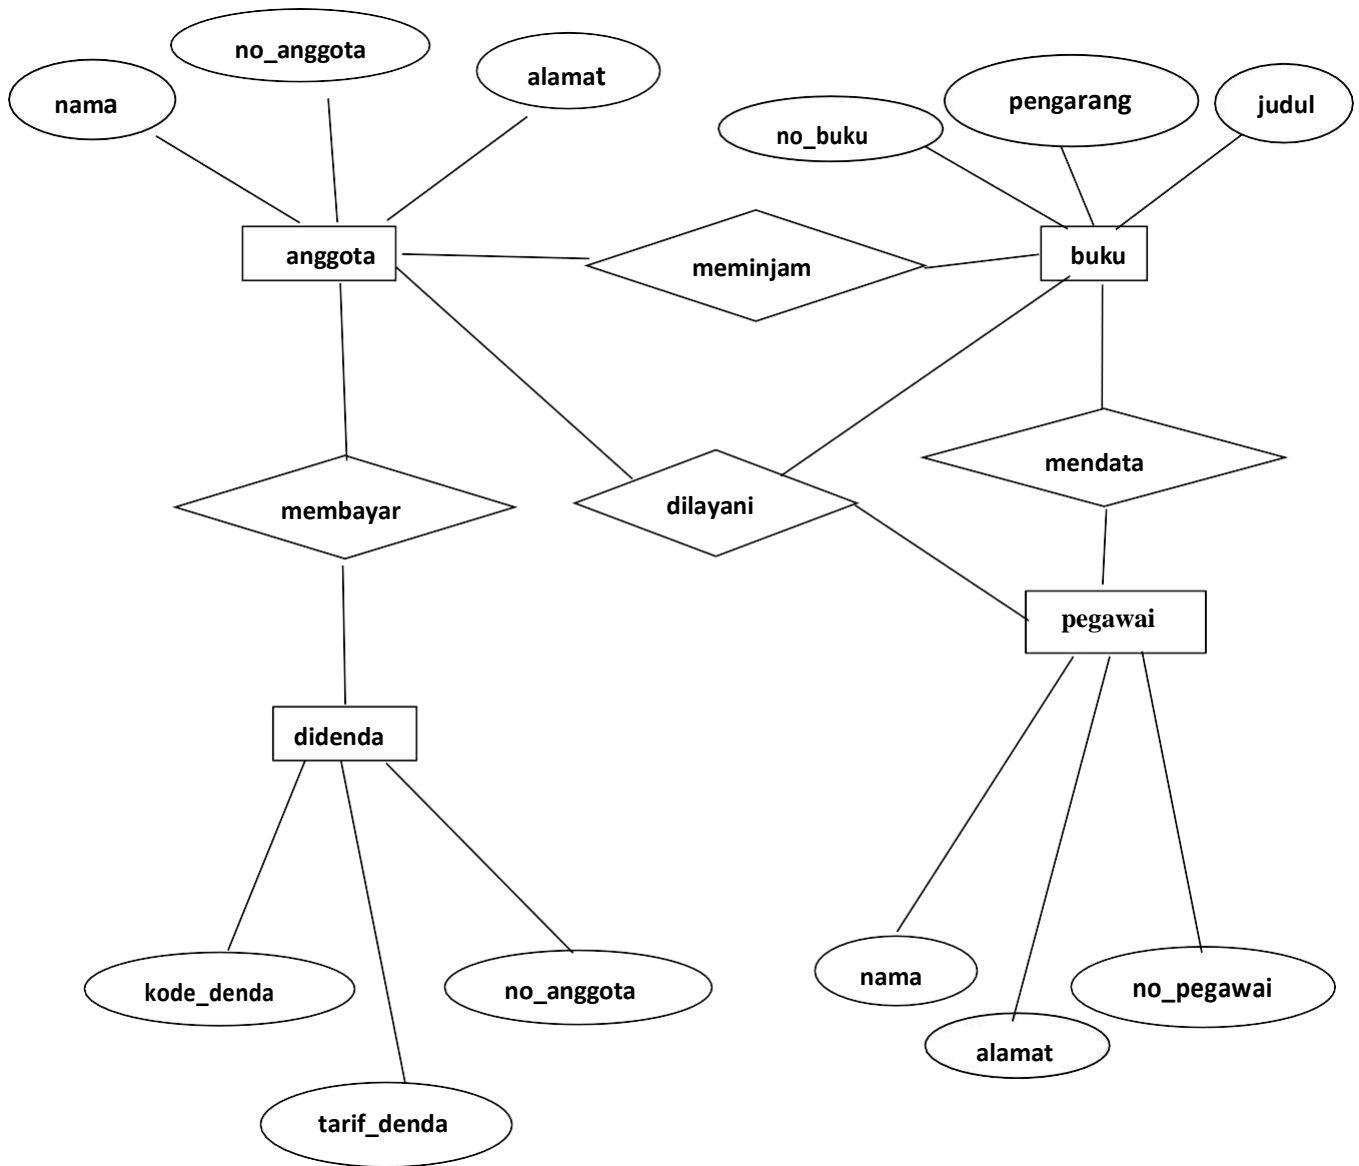 no_anggota
nama
alamat
no_buku
pengarang
judul
anggota
meminjam
buku
membayar
dilayani
mendata
pegawai
didenda
kode_denda
no_anggota
tarif_denda
nama
alamat
no_pegawai